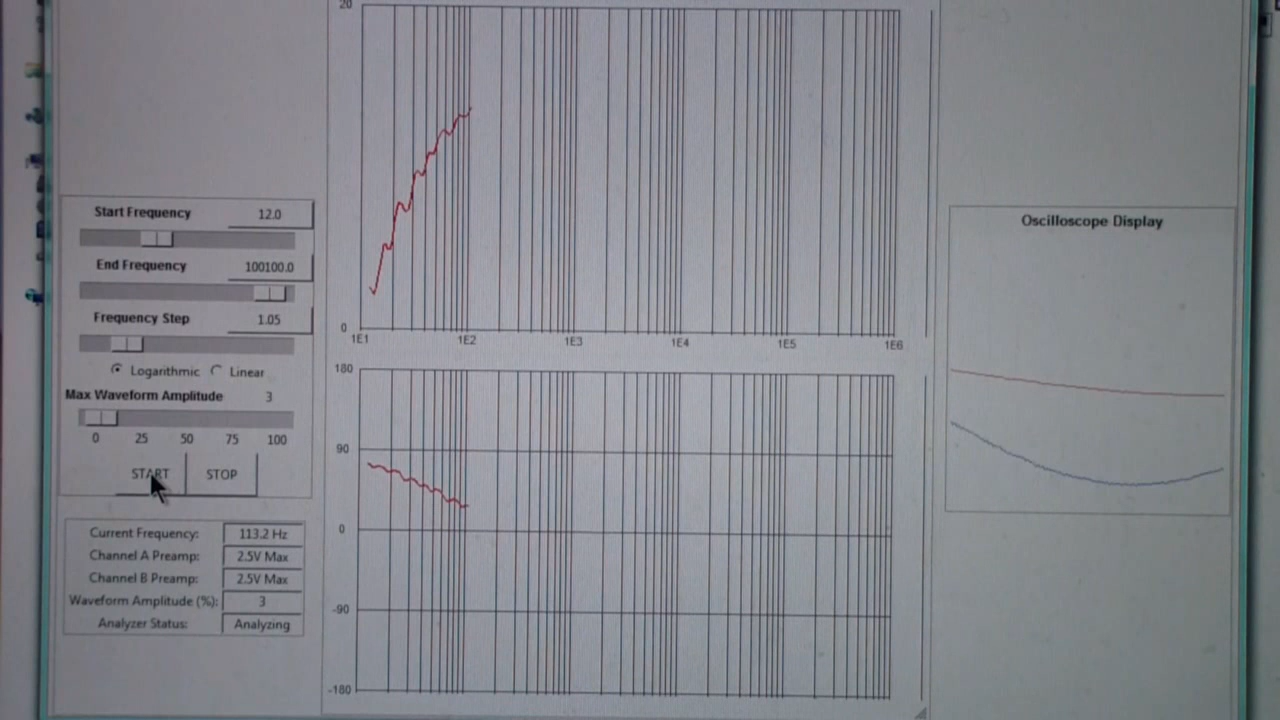 Start Frequency 12.0
End Frequency 100100.0
Frequency Step 1.05
Logarithmic Linear
Max Waveform Amplitude 3
0 25 50 75 100
START STOP
Current Frequency: 113.2 Hz
Channel A Preamp: 2.5V Max
Channel B Preamp: 2.5V Max
Waveform Amplitude (%): 3
Analyzer Status: Analyzing
20
0
1E1 1E2 1E3 1E4 1E5 1E6
180
90
0
-90
-180
Oscilloscope Display